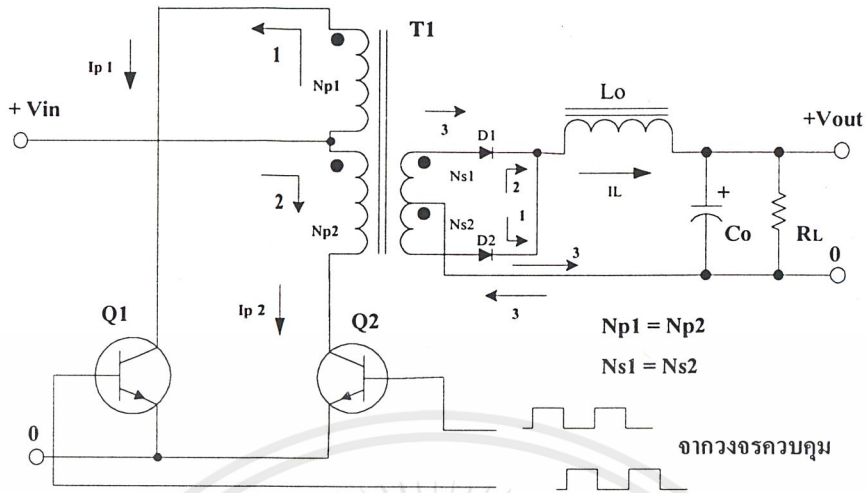 T1
1
Ip 1
Np1
+ Vin
Lo
+Vout
3
D1
Ns1
2
IL
+
2
Np2
Ns2
1
Co
RL
D2
3
0
3
Ip 2
Q1
Q2
Np1 = Np2
Ns1 = Ns2
0
จากวงจรควบคุม